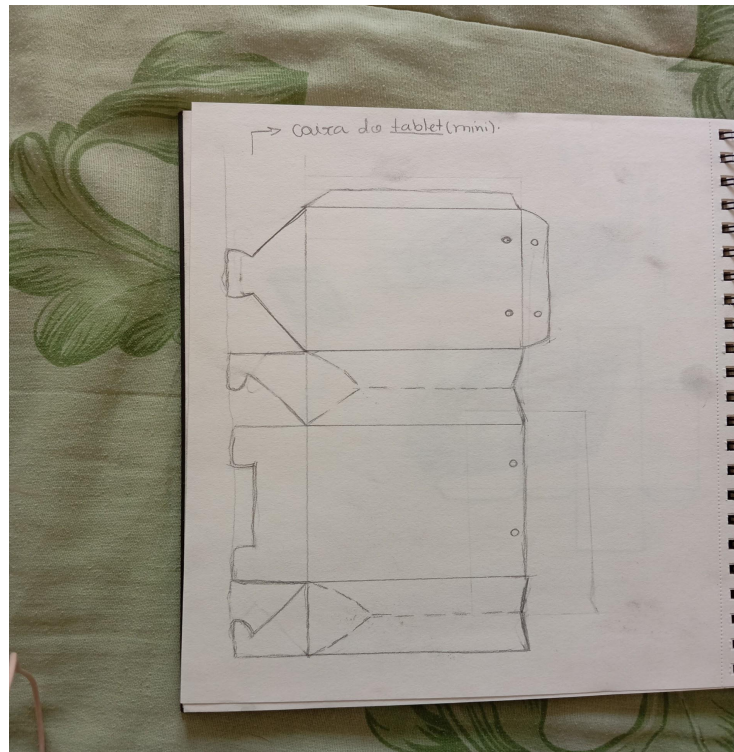 → caixa do tablet (mini).